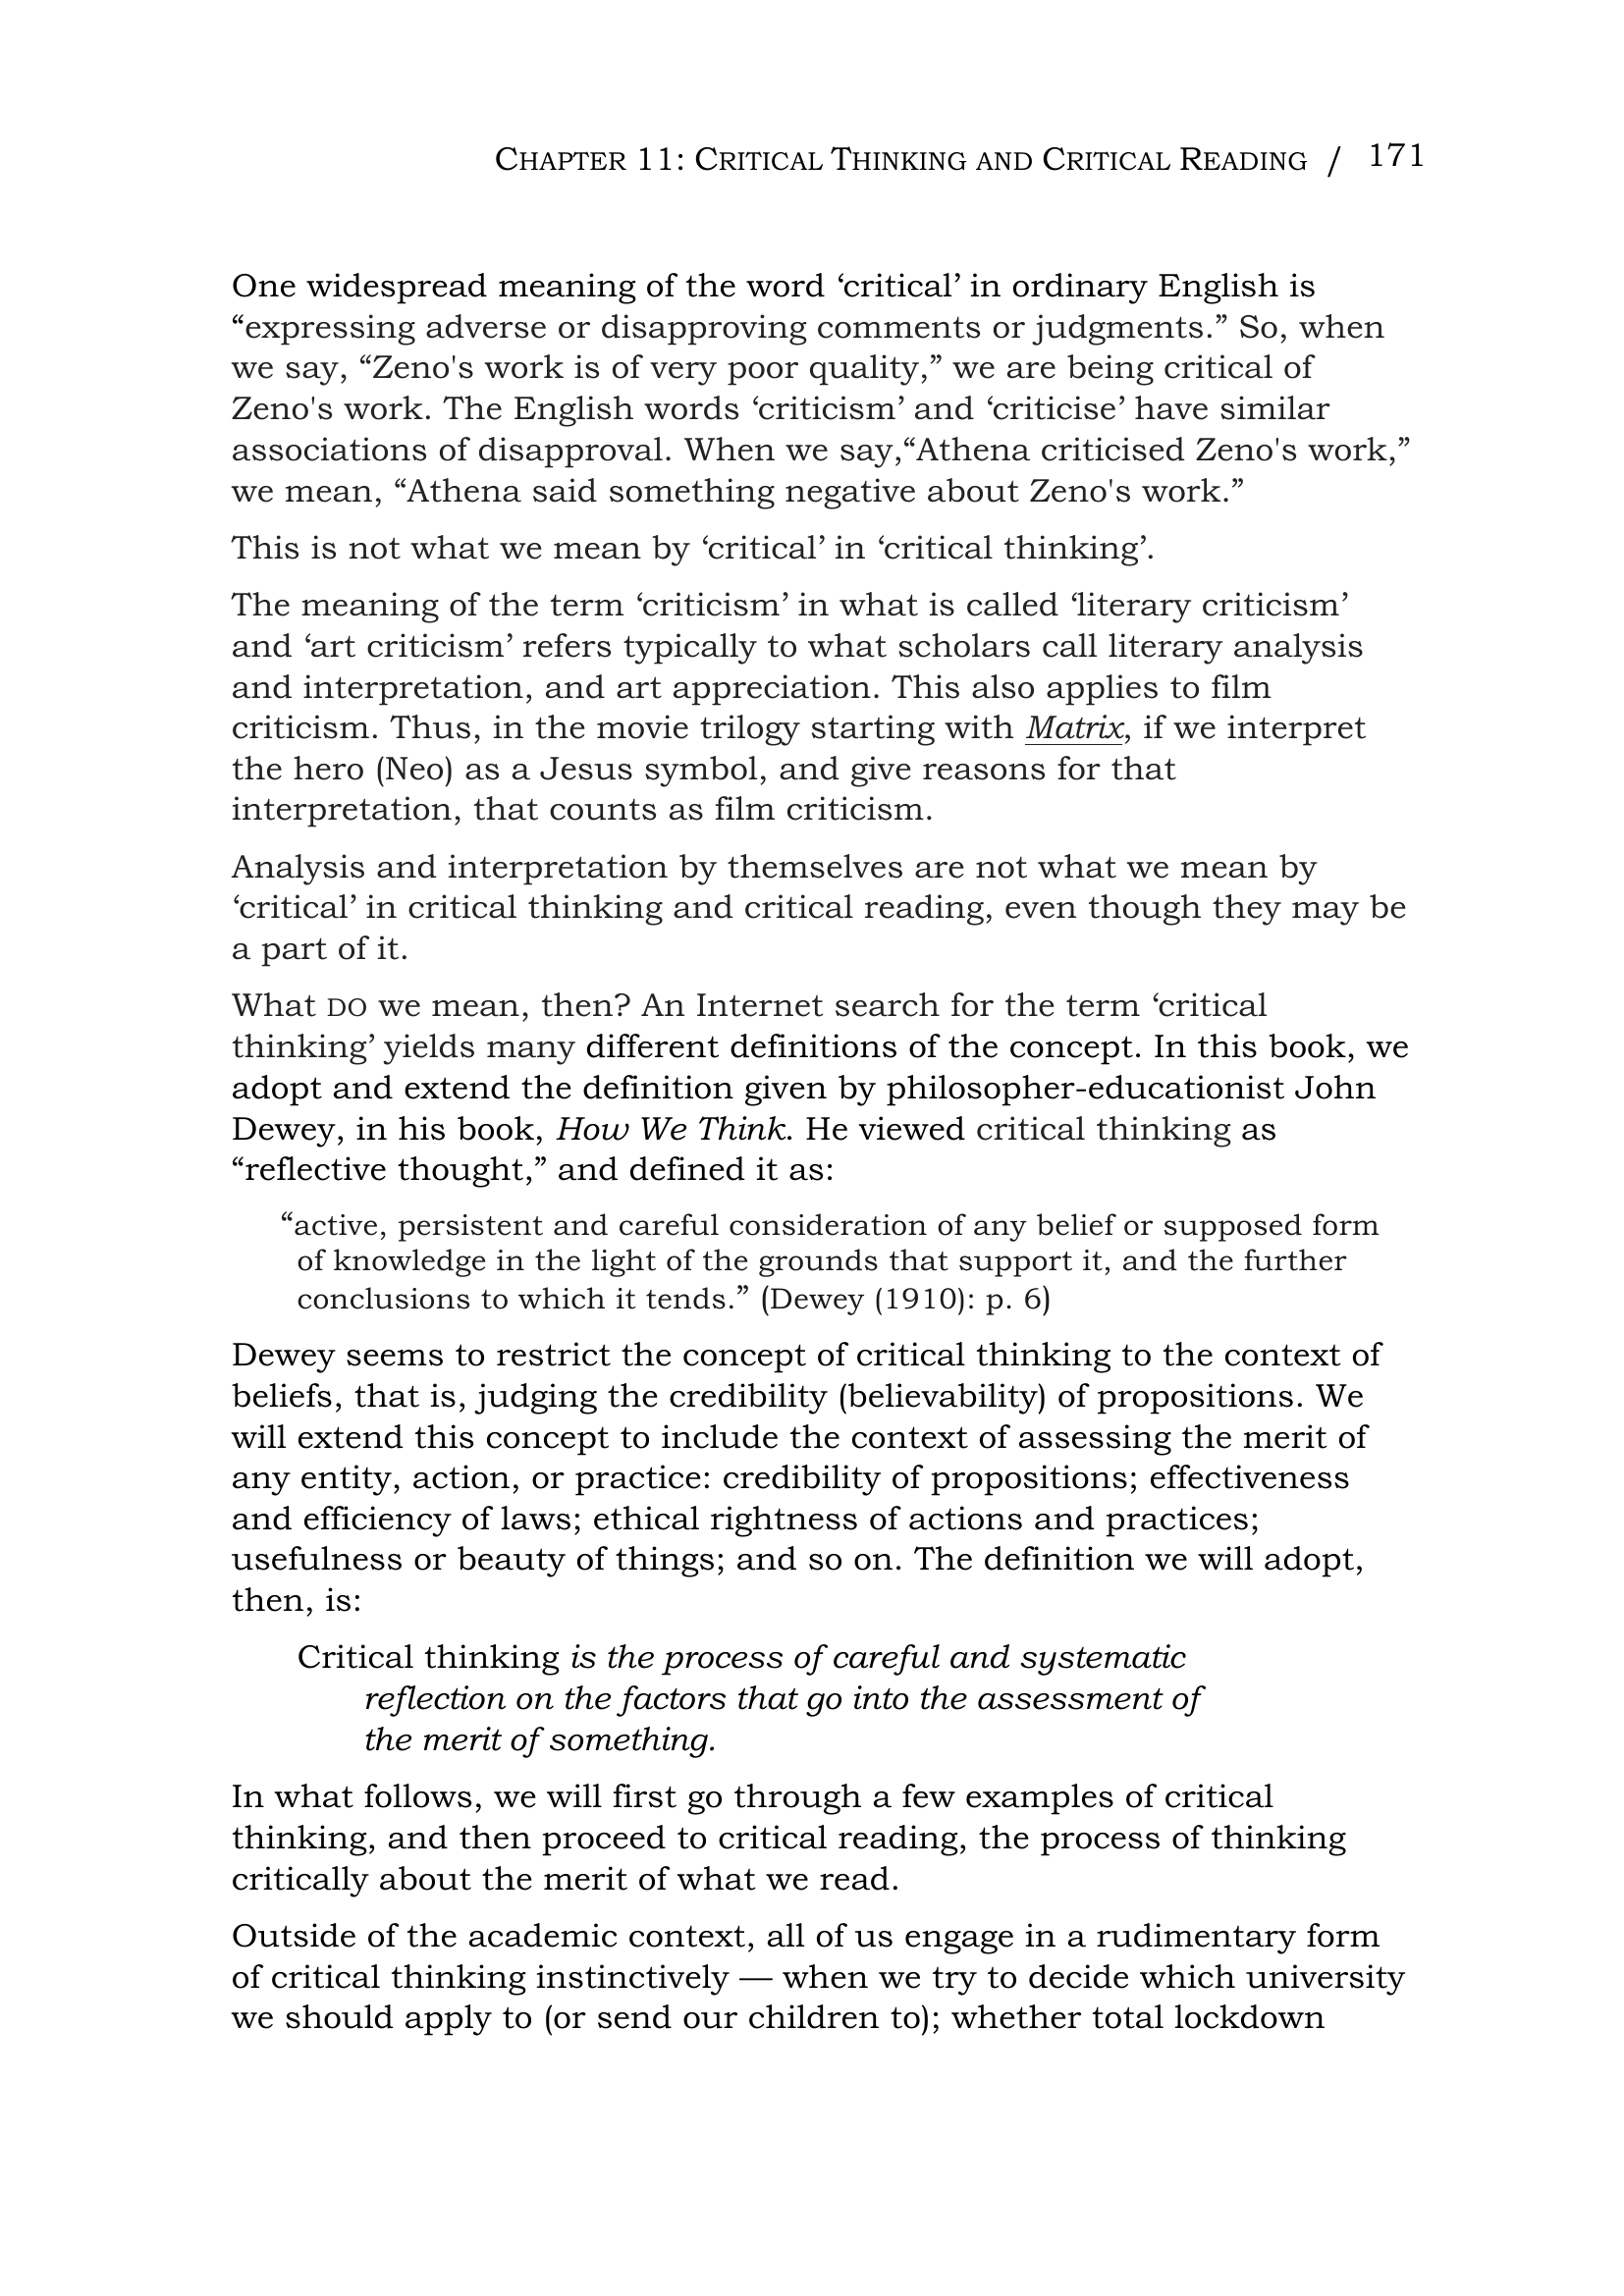 CHAPTER 11: CRITICAL THINKING AND CRITICAL READING / 171
One widespread meaning of the word ‘critical’ in ordinary English is
“expressing adverse or disapproving comments or judgments.” So, when
we say, “Zeno's work is of very poor quality,” we are being critical of
Zeno's work. The English words ‘criticism’ and ‘criticise’ have similar
associations of disapproval. When we say,“Athena criticised Zeno's work,”
we mean, “Athena said something negative about Zeno's work.”
This is not what we mean by ‘critical’ in ‘critical thinking’.
The meaning of the term ‘criticism’ in what is called ‘literary criticism’
and ‘art criticism’ refers typically to what scholars call literary analysis
and interpretation, and art appreciation. This also applies to film
criticism. Thus, in the movie trilogy starting with Matrix, if we interpret
the hero (Neo) as a Jesus symbol, and give reasons for that
interpretation, that counts as film criticism.
Analysis and interpretation by themselves are not what we mean by
‘critical’ in critical thinking and critical reading, even though they may be
a part of it.
What DO we mean, then? An Internet search for the term ‘critical
thinking’ yields many different definitions of the concept. In this book, we
adopt and extend the definition given by philosopher-educationist John
Dewey, in his book, How We Think. He viewed critical thinking as
“reflective thought,” and defined it as:
“active, persistent and careful consideration of any belief or supposed form
of knowledge in the light of the grounds that support it, and the further
conclusions to which it tends.” (Dewey (1910): p. 6)
Dewey seems to restrict the concept of critical thinking to the context of
beliefs, that is, judging the credibility (believability) of propositions. We
will extend this concept to include the context of assessing the merit of
any entity, action, or practice: credibility of propositions; effectiveness
and efficiency of laws; ethical rightness of actions and practices;
usefulness or beauty of things; and so on. The definition we will adopt,
then, is:
Critical thinking is the process of careful and systematic
reflection on the factors that go into the assessment of
the merit of something.
In what follows, we will first go through a few examples of critical
thinking, and then proceed to critical reading, the process of thinking
critically about the merit of what we read.
Outside of the academic context, all of us engage in a rudimentary form
of critical thinking instinctively — when we try to decide which university
we should apply to (or send our children to); whether total lockdown